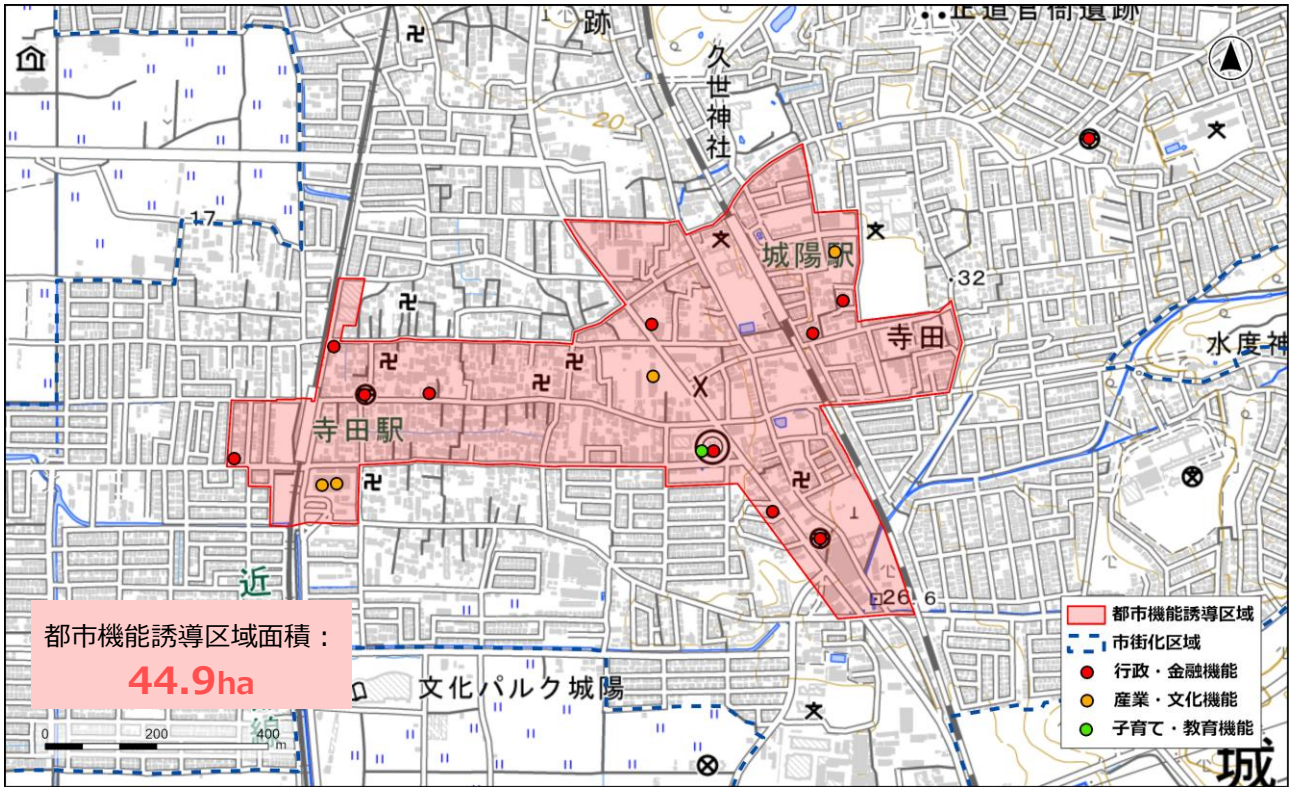 正道官衙遺跡
跡
久世神社
20
17
城陽駅
32
寺田
水度神
寺田駅
26.6
近
線
文化パルク城陽
城
都市機能誘導区域面積：
44.9ha
0 200 400
m
都市機能誘導区域
市街化区域
行政・金融機能
産業・文化機能
子育て・教育機能